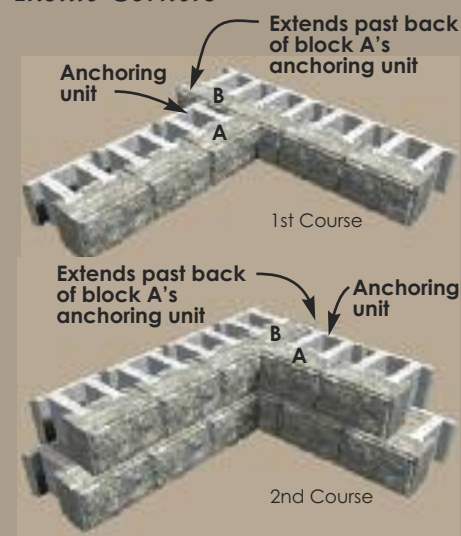 Extends past back
of block A's
anchoring unit
Anchoring
unit
B
A
1st Course
Extends past back
of block A's
anchoring unit
Anchoring
unit
B
A
2nd Course